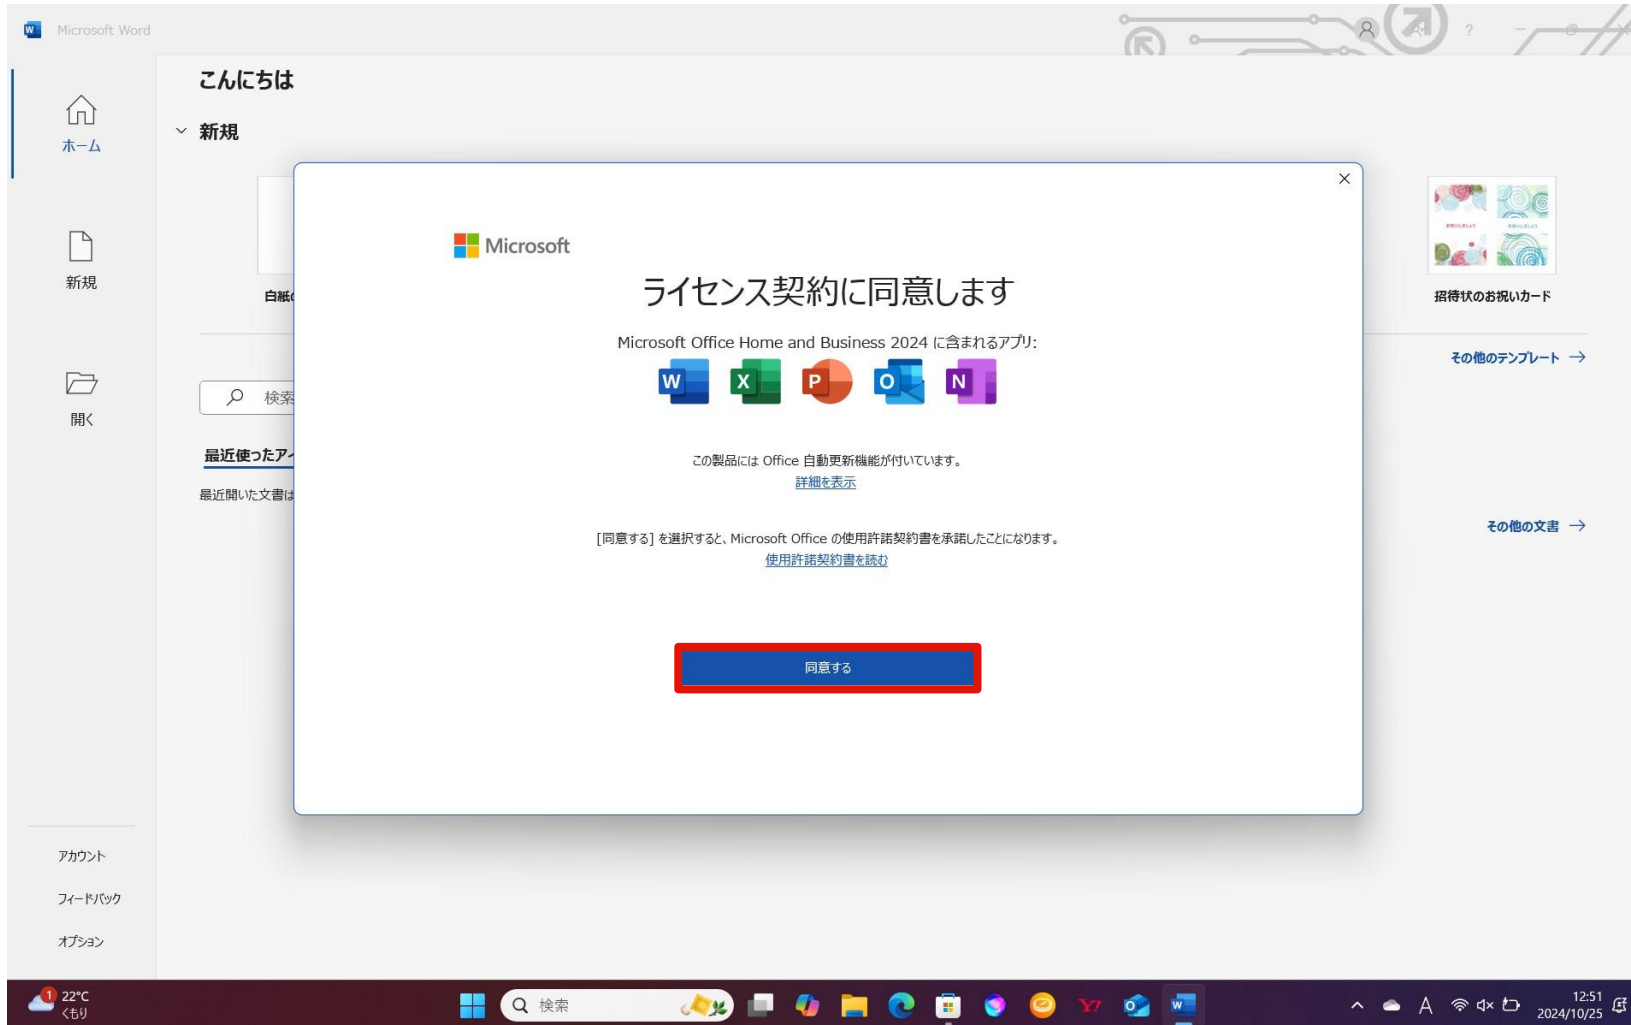 Microsoft Word
?
こんにちは
新規
ホーム
新規
開く
白紙の
招待状のお祝いカード
その他のテンプレート →
検索
最近使ったア
最近開いた文書は
その他の文書 →
Microsoft
ライセンス契約に同意します
Microsoft Office Home and Business 2024 に含まれるアプリ:
W X P O N
この製品には Office 自動更新機能が付いています。
詳細を表示
[同意する] を選択すると、Microsoft Office の使用許諾契約書を承諾したことになります。
使用許諾契約書を読む
同意する
アカウント
フィードバック
オプション
1
22°C
くもり
検索
A
12:51
2024/10/25